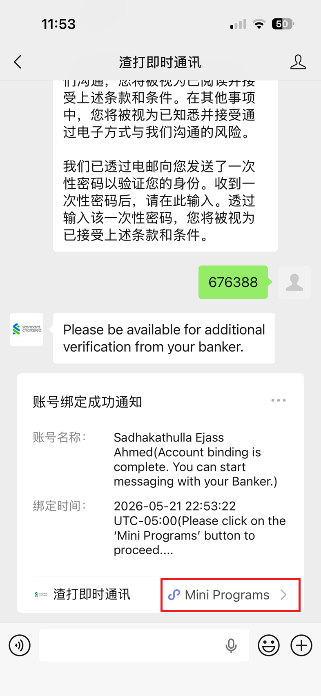 11:53
50
渣打即时通讯
们沟通，您将被视为已阅读并接
受上述条款和条件。在其他事项
中，您将被视为已知悉并接受通
过电子方式与我们沟通的风险。
我们已透过电邮向您发送了一次
性密码以验证您的身份。收到一
次性密码后，请在此输入。透过
输入该一次性密码，您将被视为
已接受上述条款和条件。
676388
standard
chartered
Please be available for additional
verification from your banker.
账号绑定成功通知
账号名称： Sadhakathulla Ejass
Ahmed(Account binding is
complete. You can start
messaging with your Banker.)
绑定时间： 2026-05-21 22:53:22
UTC-05:00(Please click on the
‘Mini Programs’ button to
proceed....
渣打即时通讯 Mini Programs